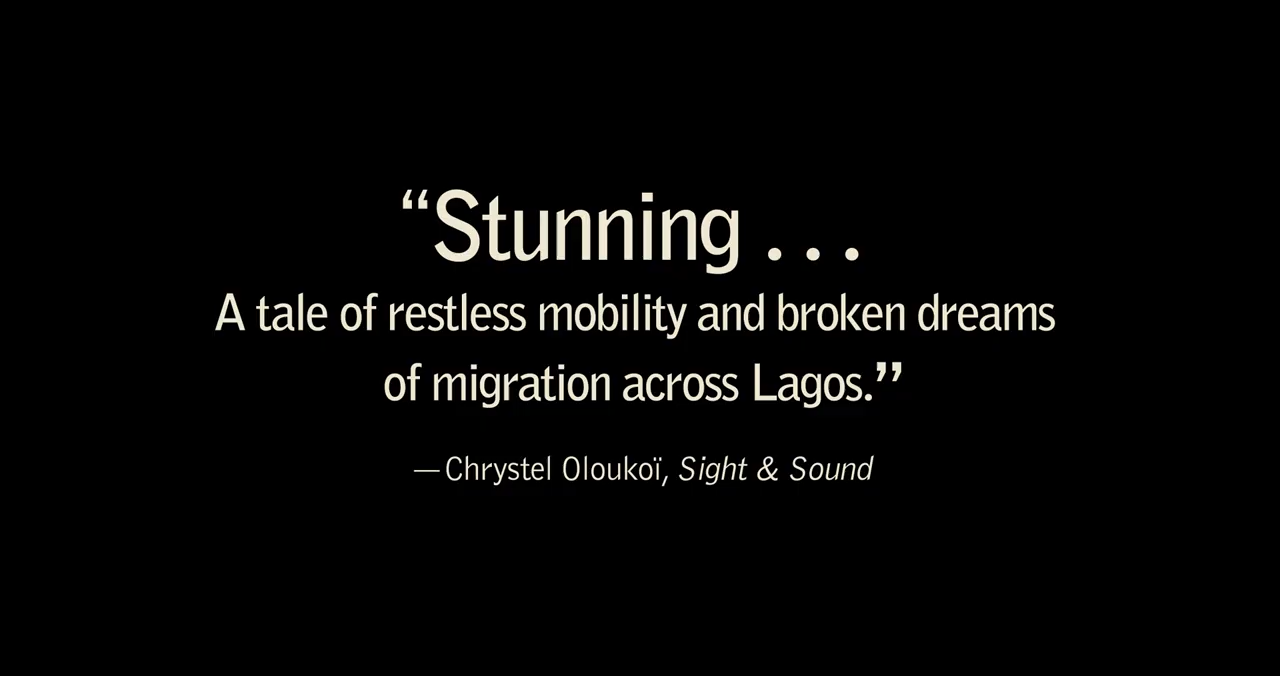 “Stunning . . .
A tale of restless mobility and broken dreams
of migration across Lagos.”
— Chrystel Oloukoï, Sight & Sound